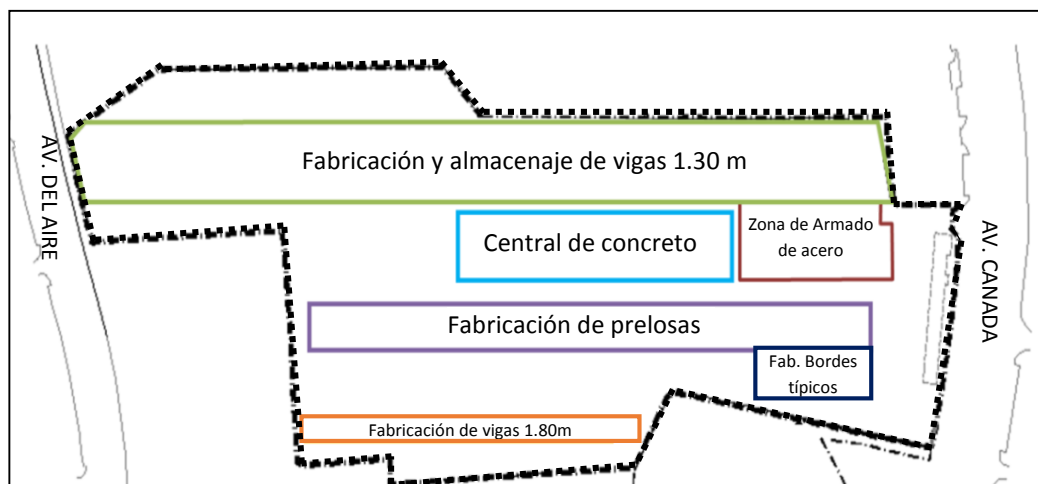 AV. DEL AIRE
Fabricación y almacenaje de vigas 1.30 m
Central de concreto
Zona de Armado
de acero
AV. CANADA
Fabricación de prelosas
Fab. Bordes
típicos
Fabricación de vigas 1.80m